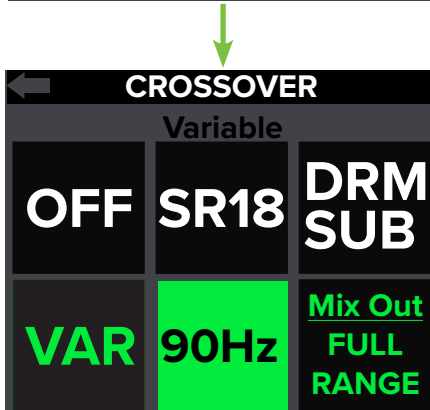 CROSSOVER
Variable
OFF
SR18
DRM
SUB
VAR
90Hz
Mix Out
FULL
RANGE